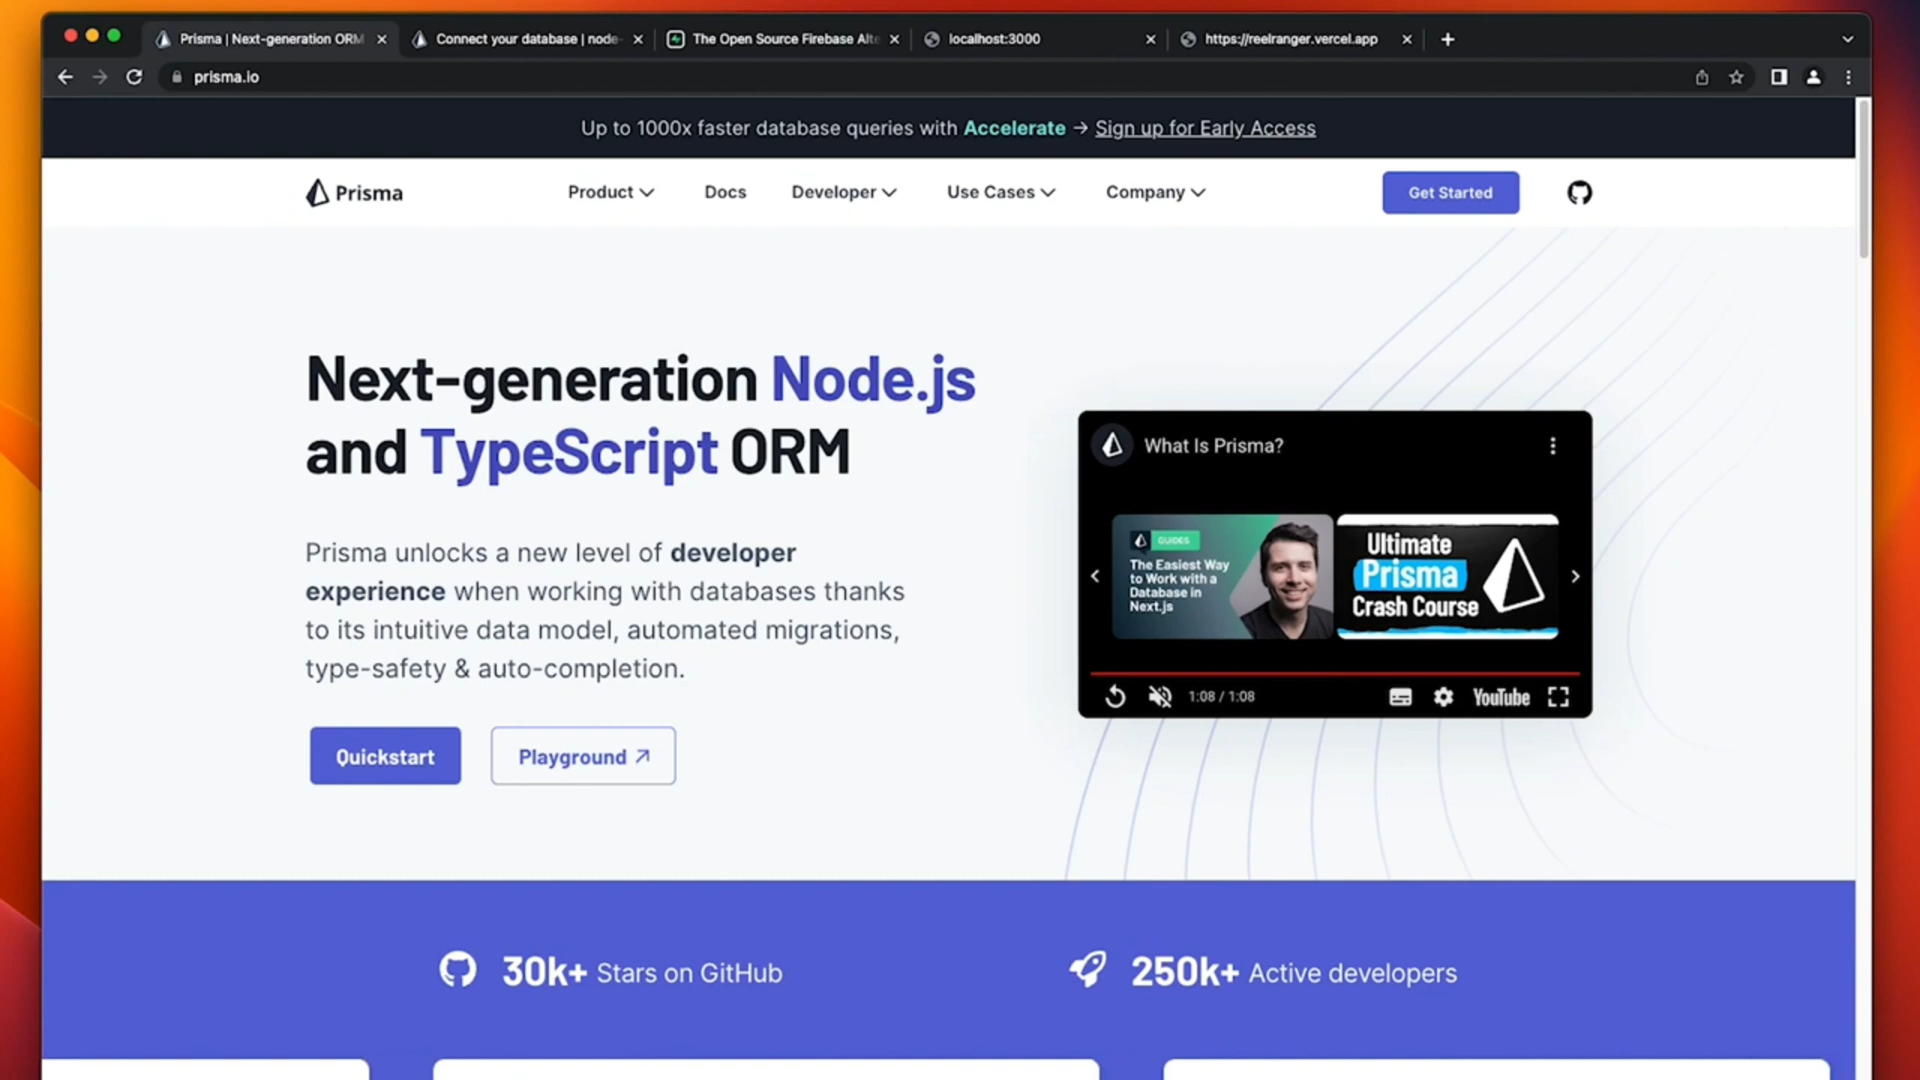 Prisma | Next-generation ORM
Connect your database | node-
The Open Source Firebase Alte
localhost:3000
https://reelranger.vercel.app
prisma.io
Up to 1000x faster database queries with Accelerate → Sign up for Early Access
Prisma
Product
Docs
Developer
Use Cases
Company
Get Started
Next-generation Node.js
and TypeScript ORM
Prisma unlocks a new level of developer
experience when working with databases thanks
to its intuitive data model, automated migrations,
type-safety & auto-completion.
Quickstart
Playground ↗
What Is Prisma?
GUIDES
The Easiest Way
to Work with a
Database in
Next.js
Ultimate
Prisma
Crash Course
1:08 / 1:08
YouTube
30k+ Stars on GitHub
250k+ Active developers